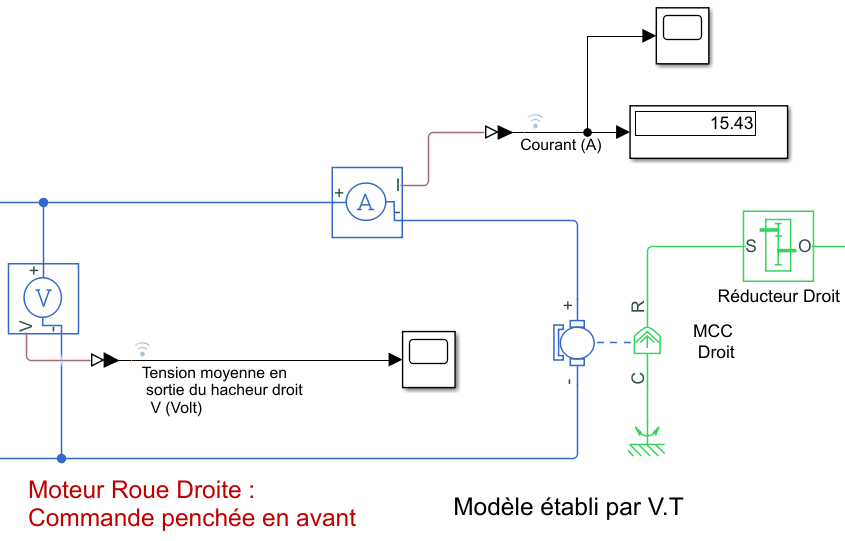 15.43
Courant (A)
+
I
A
-
+
V
V
-
S
O
Réducteur Droit
+
R
MCC
Droit
-
C
Tension moyenne en
sortie du hacheur droit
V (Volt)
Moteur Roue Droite :
Commande penchée en avant
Modèle établi par V.T